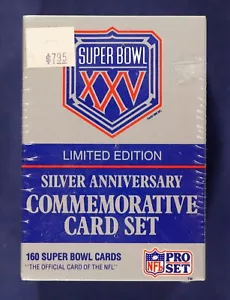 $7.95
SUPER BOWL
XXV
LIMITED EDITION
SILVER ANNIVERSARY
COMMEMORATIVE
CARD SET
160 SUPER BOWL CARDS
"THE OFFICIAL CARD OF THE NFL"
NFL
PRO
SET